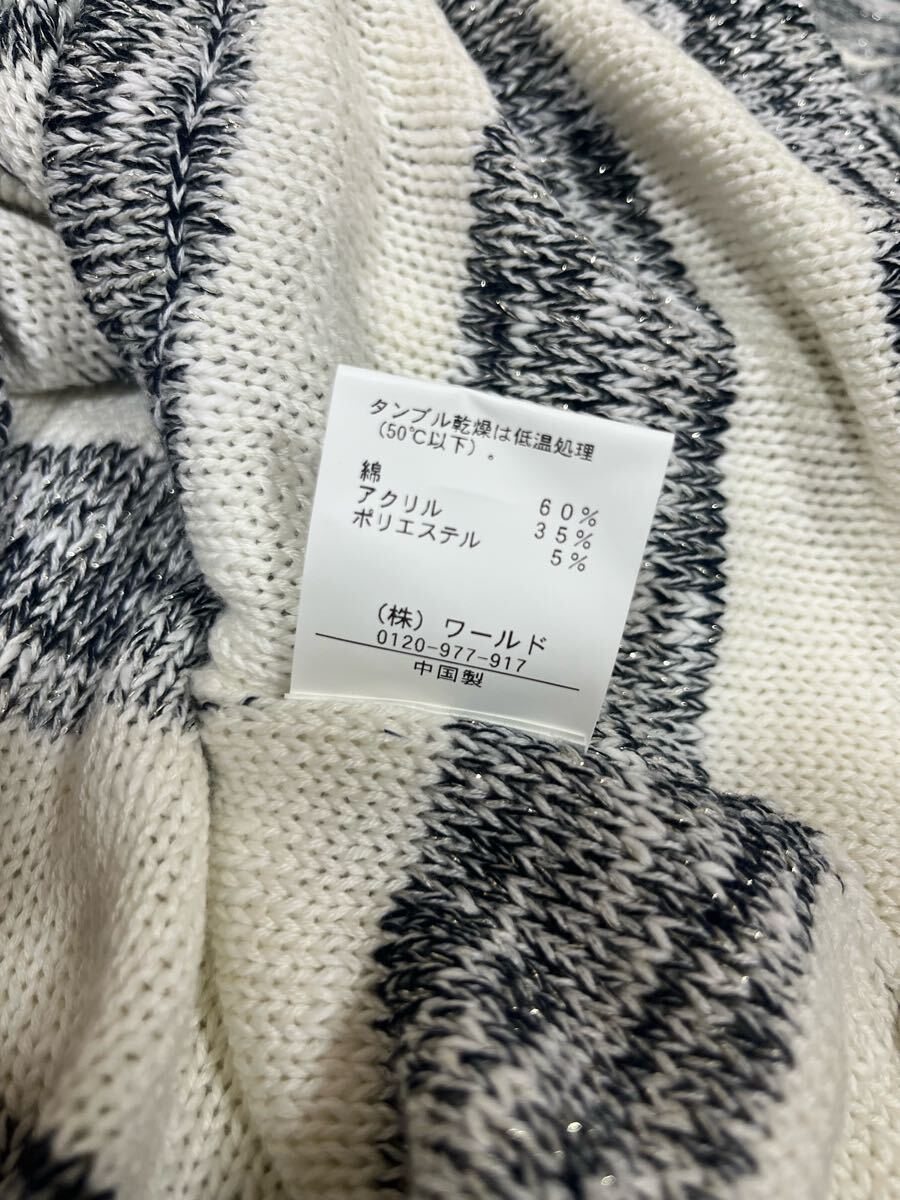 タンブル乾燥は低温処理
(50℃以下)。
綿 60%
アクリル 35%
ポリエステル 5%
(株) ワールド
0120-977-917
中国製